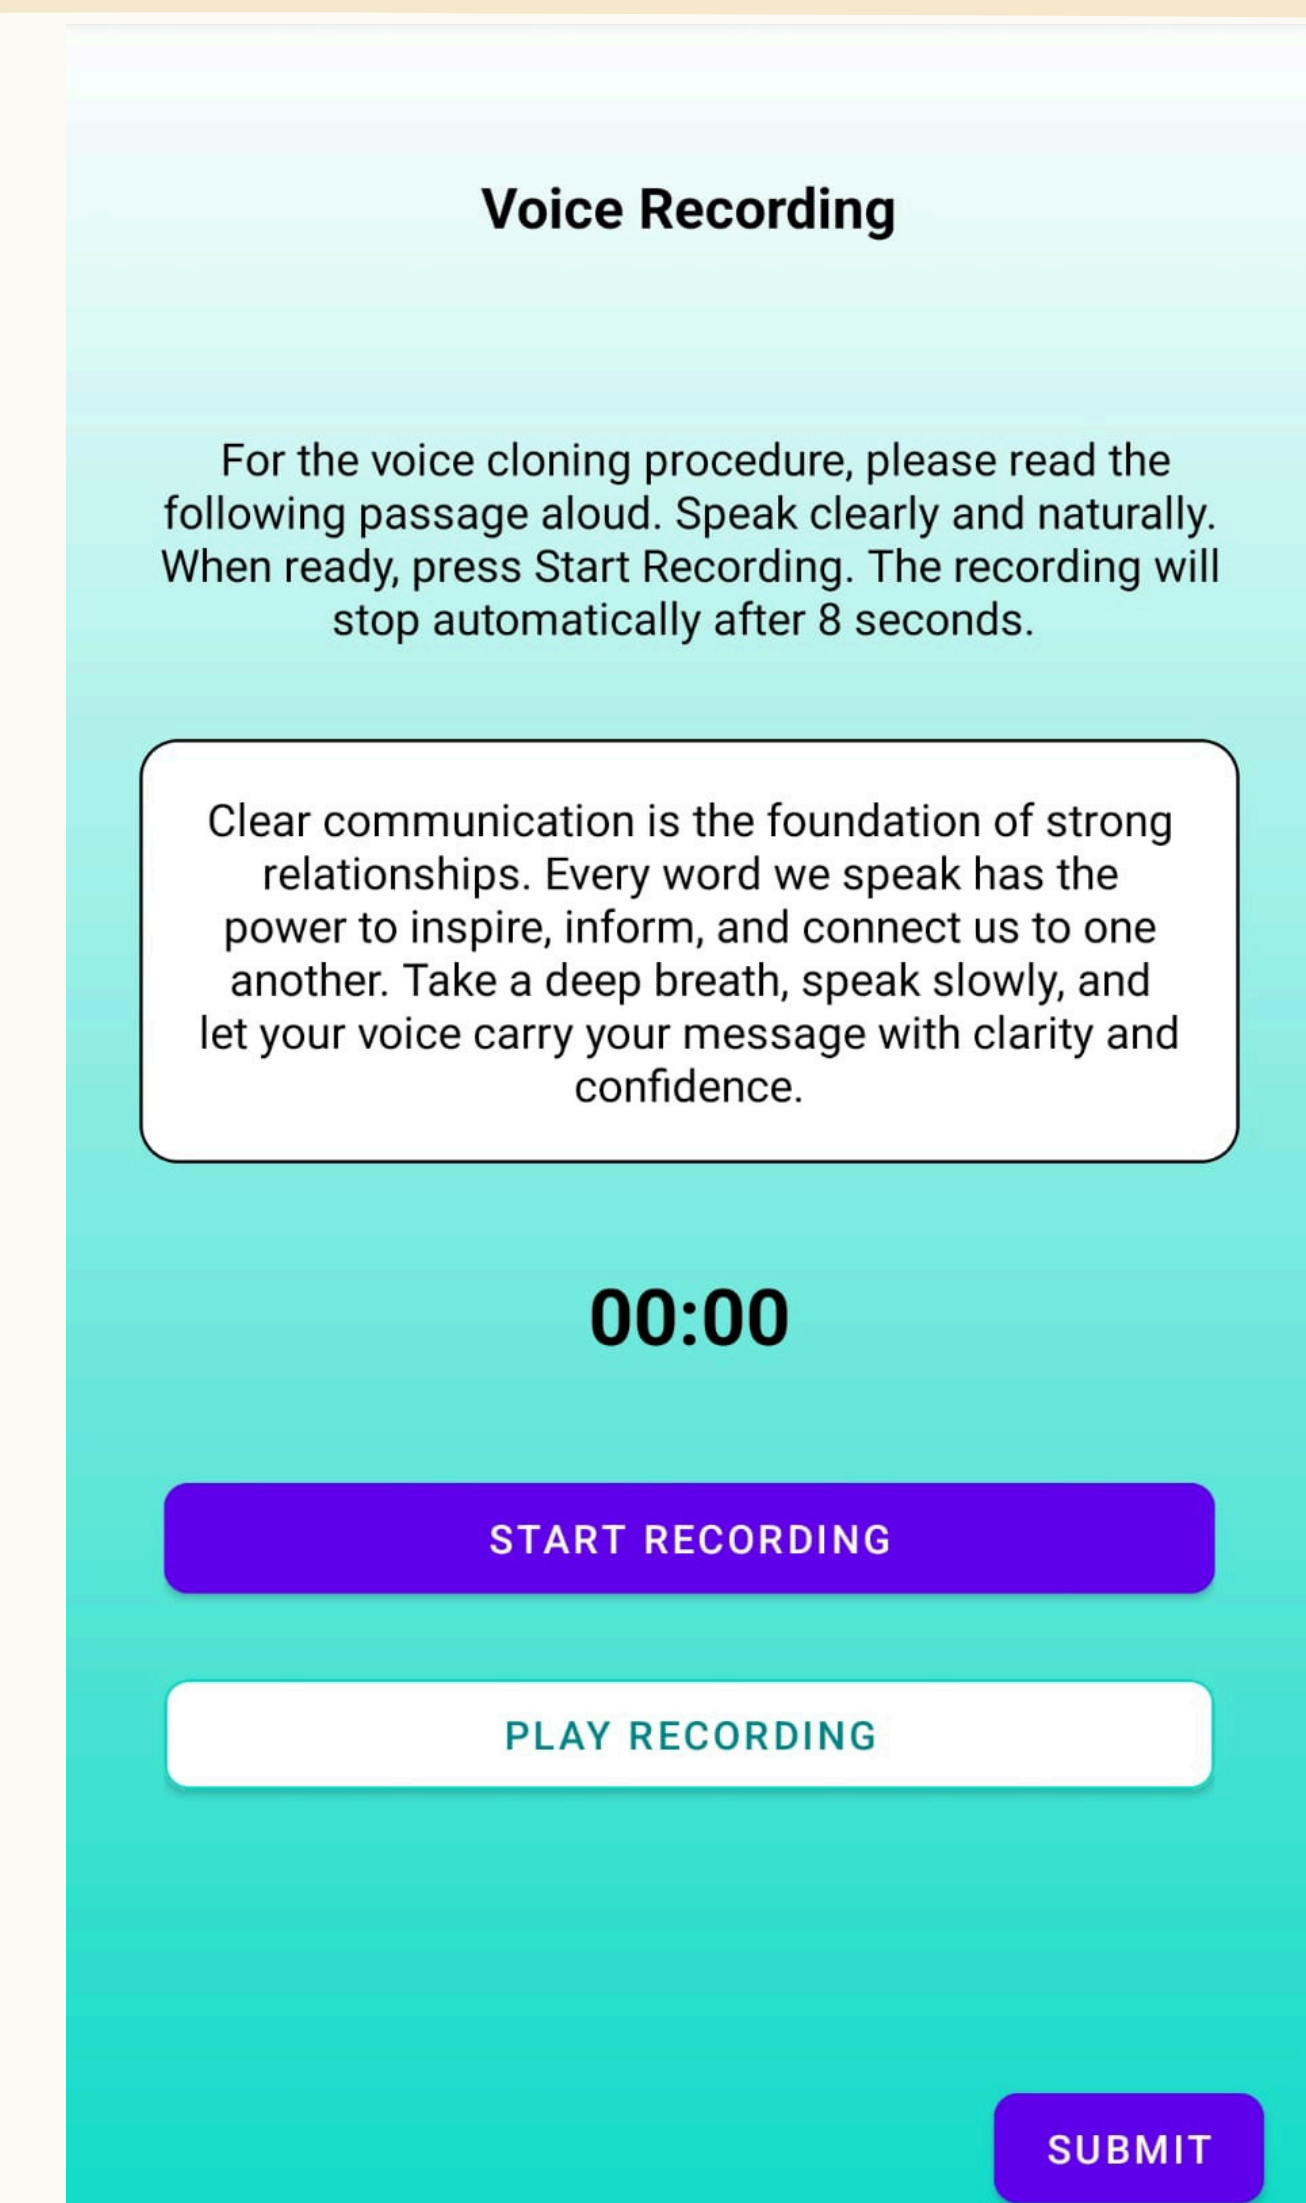 Voice Recording
For the voice cloning procedure, please read the
following passage aloud. Speak clearly and naturally.
When ready, press Start Recording. The recording will
stop automatically after 8 seconds.
Clear communication is the foundation of strong
relationships. Every word we speak has the
power to inspire, inform, and connect us to one
another. Take a deep breath, speak slowly, and
let your voice carry your message with clarity and
confidence.
00:00
START RECORDING
PLAY RECORDING
SUBMIT